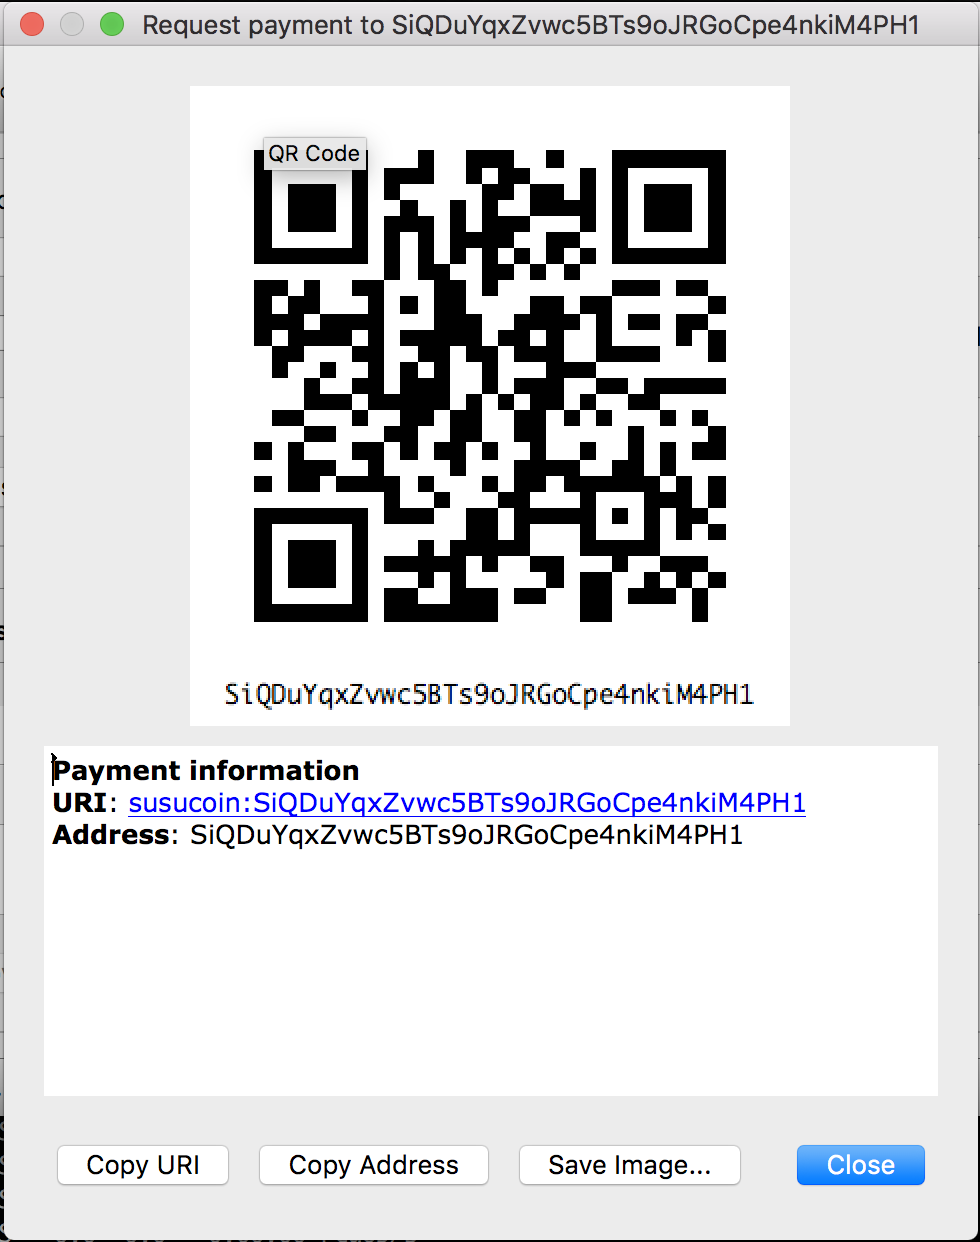 Request payment to SiQDuYqxZvwc5BTs9oJRGoCpe4nkiM4PH1
QR Code
SiQDuYqxZvwc5BTs9oJRGoCpe4nkiM4PH1
Payment information
URI: susucoin:SiQDuYqxZvwc5BTs9oJRGoCpe4nkiM4PH1
Address: SiQDuYqxZvwc5BTs9oJRGoCpe4nkiM4PH1
Copy URI
Copy Address
Save Image...
Close